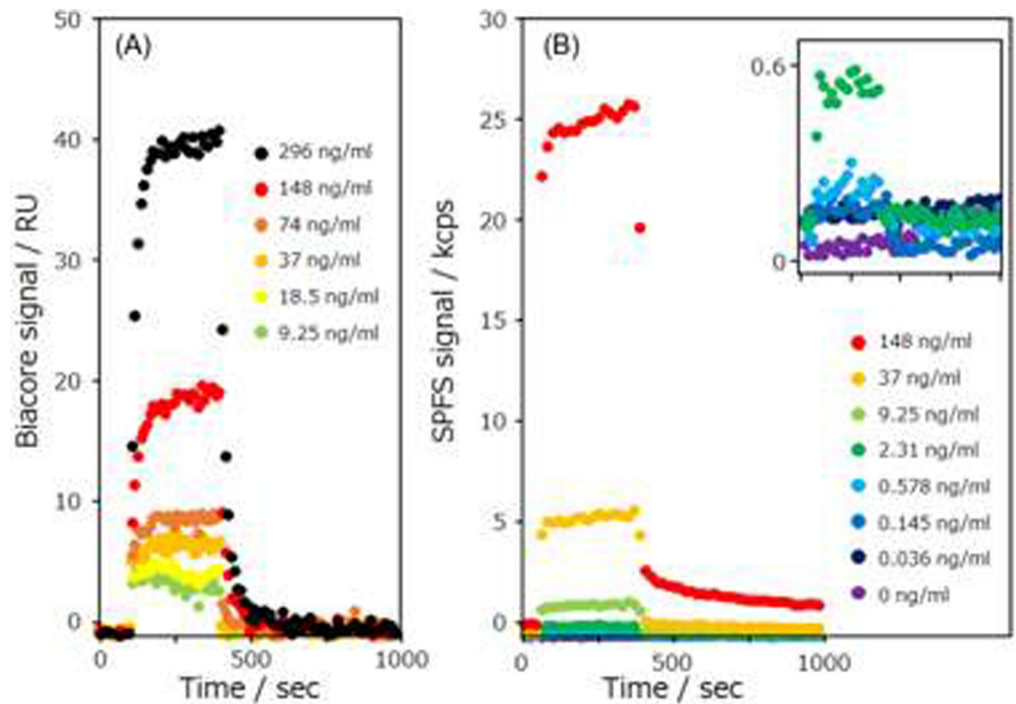 (A)
50
40
30
20
10
0
Biacore signal / RU
296 ng/ml
148 ng/ml
74 ng/ml
37 ng/ml
18.5 ng/ml
9.25 ng/ml
0 500 1000
Time / sec
(B)
30
25
20
15
10
5
0
SPFS signal / kcps
0.6
0
148 ng/ml
37 ng/ml
9.25 ng/ml
2.31 ng/ml
0.578 ng/ml
0.145 ng/ml
0.036 ng/ml
0 ng/ml
0 500 1000
Time / sec